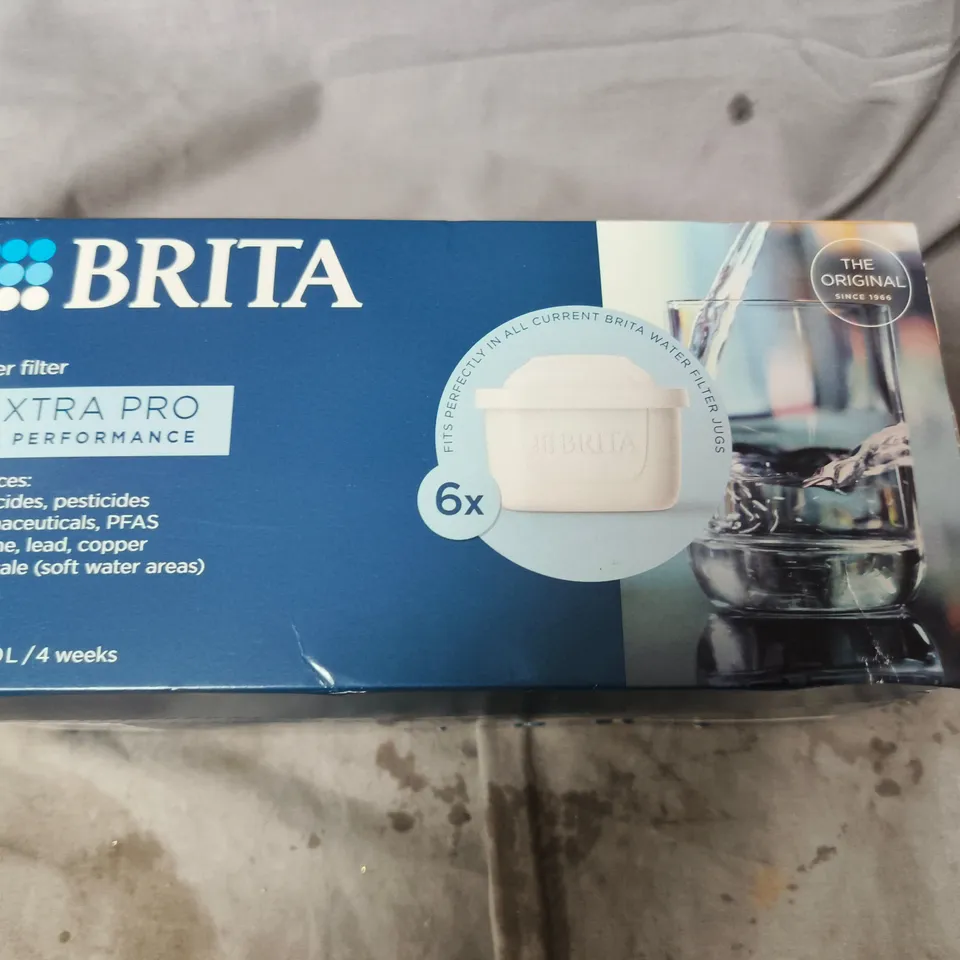 BRITA
THE
ORIGINAL
SINCE 1966
FITS PERFECTLY IN ALL CURRENT BRITA WATER FILTER JUGS
er filter
XTRA PRO
PERFORMANCE
BRITA
6x
ces:
cides, pesticides
aceuticals, PFAS
ne, lead, copper
ale (soft water areas)
L / 4 weeks